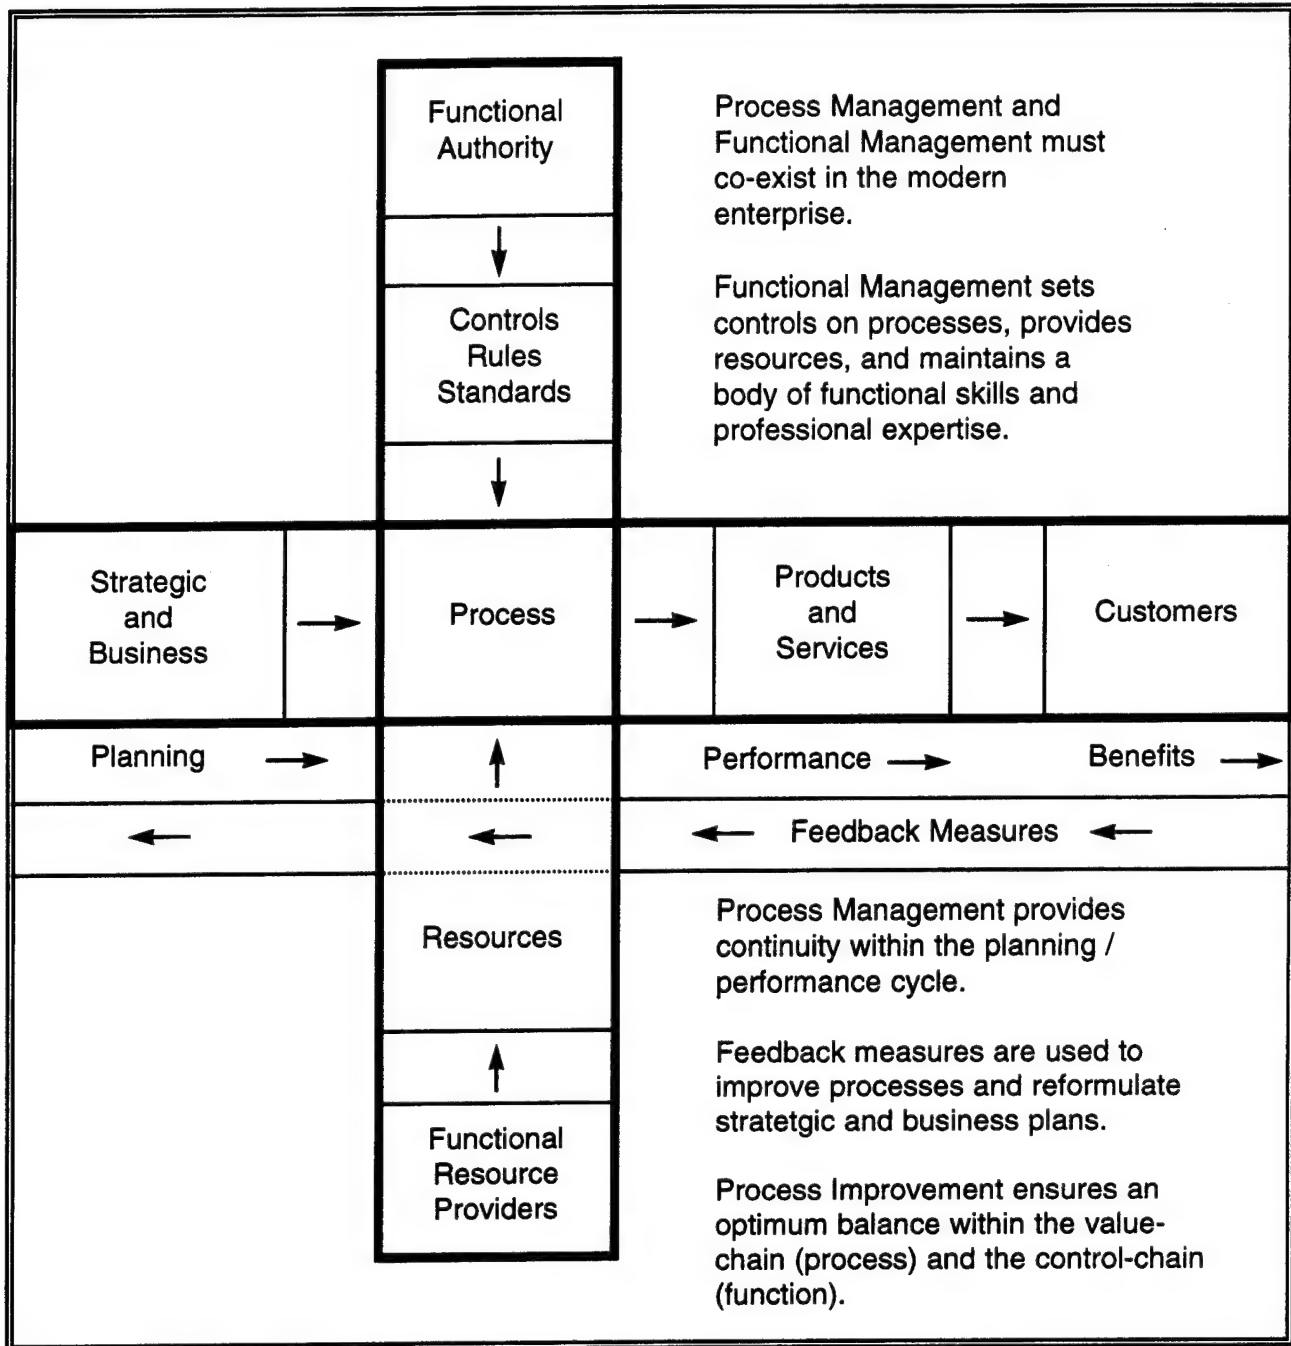 Functional
Authority
Process Management and
Functional Management must
co-exist in the modern
enterprise.
Controls
Rules
Standards
Functional Management sets
controls on processes, provides
resources, and maintains a
body of functional skills and
professional expertise.
Strategic
and
Business
Process
Products
and
Services
Customers
Planning
Performance
Benefits
Feedback Measures
Resources
Process Management provides
continuity within the planning /
performance cycle.
Feedback measures are used to
improve processes and reformulate
stratetgic and business plans.
Functional
Resource
Providers
Process Improvement ensures an
optimum balance within the value-
chain (process) and the control-chain
(function).